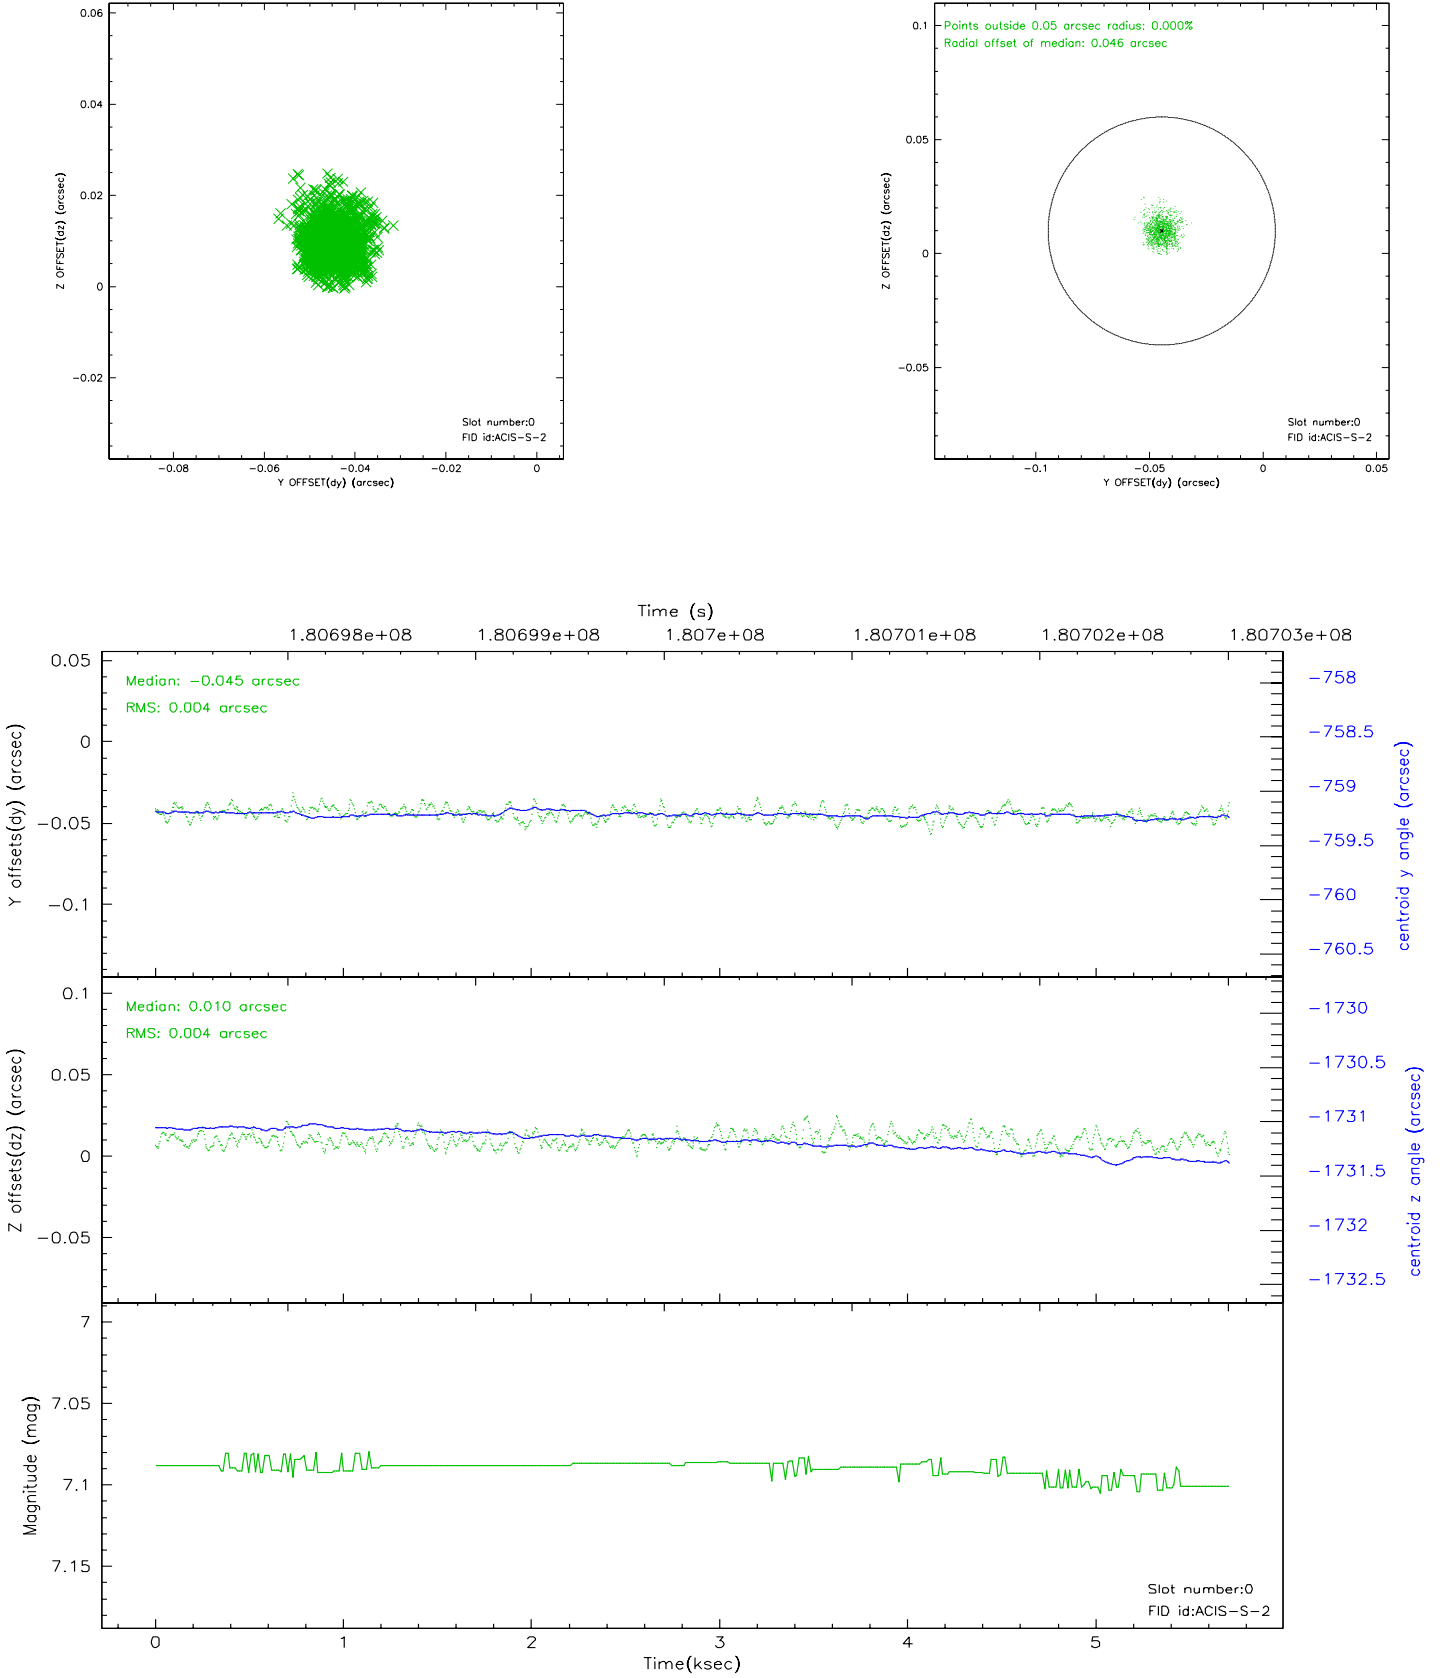 0.06
0.04
0.02
0
−0.02
Z OFFSET(dz) (arcsec)
−0.08 −0.06 −0.04 −0.02 0
Y OFFSET(dy) (arcsec)
Slot number:0
FID id:ACIS−S−2
Points outside 0.05 arcsec radius: 0.000%
Radial offset of median: 0.046 arcsec
0.1
0.05
0
−0.05
Z OFFSET(dz) (arcsec)
−0.1 −0.05 0 0.05
Y OFFSET(dy) (arcsec)
Slot number:0
FID id:ACIS−S−2
Time (s)
1.80698e+08 1.80699e+08 1.807e+08 1.80701e+08 1.80702e+08 1.80703e+08
Median: −0.045 arcsec
RMS: 0.004 arcsec
0.05
0
−0.05
−0.1
Y offsets(dy) (arcsec)
−758
−758.5
−759
−759.5
−760
−760.5
centroid y angle (arcsec)
Median: 0.010 arcsec
RMS: 0.004 arcsec
0.1
0.05
0
−0.05
Z offsets(dz) (arcsec)
−1730
−1730.5
−1731
−1731.5
−1732
−1732.5
centroid z angle (arcsec)
7
7.05
7.1
7.15
Magnitude (mag)
Slot number:0
FID id:ACIS−S−2
0 1 2 3 4 5
Time(ksec)